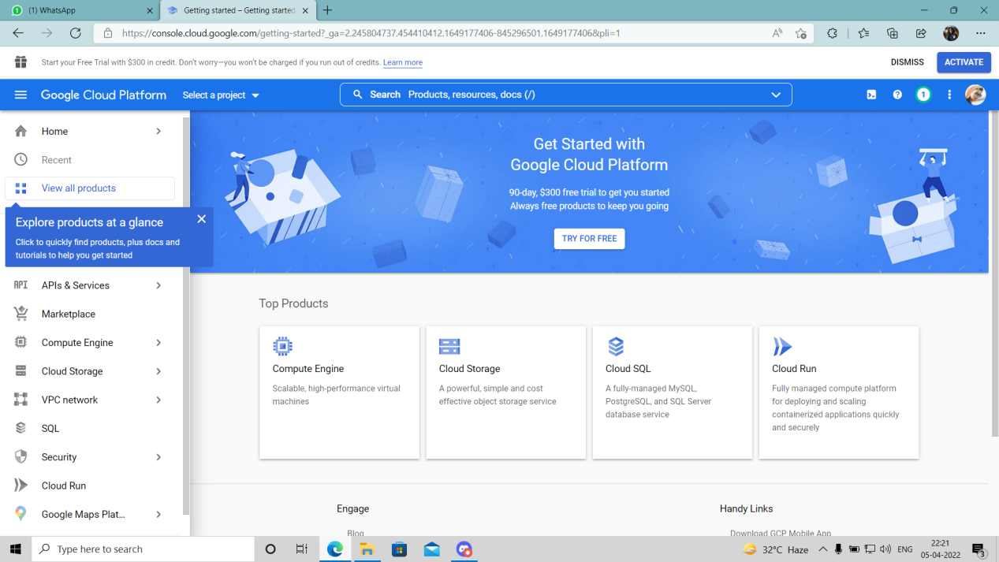 (1) WhatsApp
Getting started – Getting started
https://console.cloud.google.com/getting-started?_ga=2.245804737.454410412.1649177406-845296501.1649177406&pli=1
Start your Free Trial with $300 in credit. Don't worry—you won't be charged if you run out of credits. Learn more
DISMISS
ACTIVATE
Google Cloud Platform
Select a project
Search Products, resources, docs (/)
1
Home
Recent
View all products
Explore products at a glance
Click to quickly find products, plus docs and
tutorials to help you get started
API APIs & Services
Marketplace
Compute Engine
Cloud Storage
VPC network
SQL
Security
Cloud Run
Google Maps Plat...
Get Started with
Google Cloud Platform
90-day, $300 free trial to get you started
Always free products to keep you going
TRY FOR FREE
Top Products
Compute Engine
Scalable, high-performance virtual
machines
Cloud Storage
A powerful, simple and cost
effective object storage service
Cloud SQL
A fully-managed MySQL,
PostgreSQL, and SQL Server
database service
Cloud Run
Fully managed compute platform
for deploying and scaling
containerized applications quickly
and securely
Engage
Blog
Handy Links
Download GCP Mobile App
Type here to search
32°C Haze
ENG
22:21
05-04-2022
3